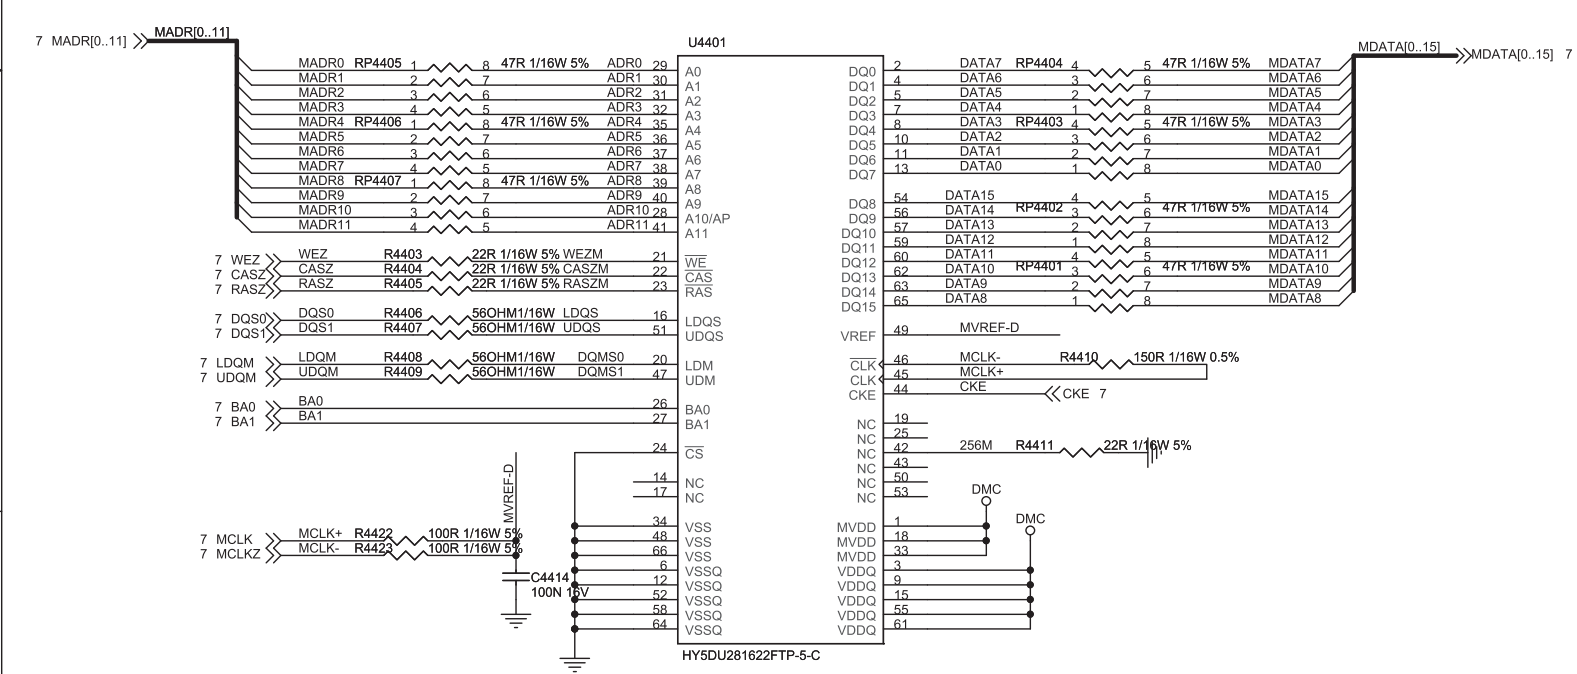 7 MADR[0..11] MADR[0..11] U4401 MDATA[0..15] MDATA[0..15] 7
MADR0 RP4405 1 8 47R 1/16W 5% ADR0 29 A0 DQ0 2 DATA7 RP4404 4 5 47R 1/16W 5% MDATA7
MADR1 2 7 ADR1 30 A1 DQ1 4 DATA6 3 6 MDATA6
MADR2 3 6 ADR2 31 A2 DQ2 5 DATA5 2 7 MDATA5
MADR3 4 5 ADR3 32 A3 DQ3 7 DATA4 1 8 MDATA4
MADR4 RP4406 1 8 47R 1/16W 5% ADR4 35 A4 DQ4 8 DATA3 RP4403 4 5 47R 1/16W 5% MDATA3
MADR5 2 7 ADR5 36 A5 DQ5 10 DATA2 3 6 MDATA2
MADR6 3 6 ADR6 37 A6 DQ6 11 DATA1 2 7 MDATA1
MADR7 4 5 ADR7 38 A7 DQ7 13 DATA0 1 8 MDATA0
MADR8 RP4407 1 8 47R 1/16W 5% ADR8 39 A8
MADR9 2 7 ADR9 40 A9 DQ8 54 DATA15 4 5 MDATA15
MADR10 3 6 ADR10 28 A10/AP DQ9 56 DATA14 RP4402 3 6 47R 1/16W 5% MDATA14
MADR11 4 5 ADR11 41 A11 DQ10 57 DATA13 2 7 MDATA13
DQ11 59 DATA12 1 8 MDATA12
7 WEZ WEZ R4403 22R 1/16W 5% WEZM 21 WE DQ12 60 DATA11 4 5 MDATA11
7 CASZ CASZ R4404 22R 1/16W 5% CASZM 22 CAS DQ13 62 DATA10 RP4401 3 6 47R 1/16W 5% MDATA10
7 RASZ RASZ R4405 22R 1/16W 5% RASZM 23 RAS DQ14 63 DATA9 2 7 MDATA9
DQ15 65 DATA8 1 8 MDATA8
7 DQS0 DQS0 R4406 56OHM1/16W LDQS 16 LDQS
7 DQS1 DQS1 R4407 56OHM1/16W UDQS 51 UDQS VREF 49 MVREF-D
7 LDQM LDQM R4408 56OHM1/16W DQMS0 20 LDM CLK 46 MCLK- R4410 150R 1/16W 0.5%
7 UDQM UDQM R4409 56OHM1/16W DQMS1 47 UDM CLK 45 MCLK+
CKE 44 CKE CKE 7
7 BA0 BA0 26 BA0
7 BA1 BA1 27 BA1 NC 19
NC 25
24 CS NC 42 256M R4411 22R 1/16W 5%
NC 43
14 NC NC 50
17 NC NC 53
MVREF-D
DMC
DMC
34 VSS MVDD 1
7 MCLK MCLK+ R4422 100R 1/16W 5% 48 VSS MVDD 18
7 MCLKZ MCLK- R4423 100R 1/16W 5% 66 VSS MVDD 33
6 VSSQ VDDQ 3
C4414 12 VSSQ VDDQ 9
100N 16V 52 VSSQ VDDQ 15
58 VSSQ VDDQ 55
64 VSSQ VDDQ 61
HY5DU281622FTP-5-C